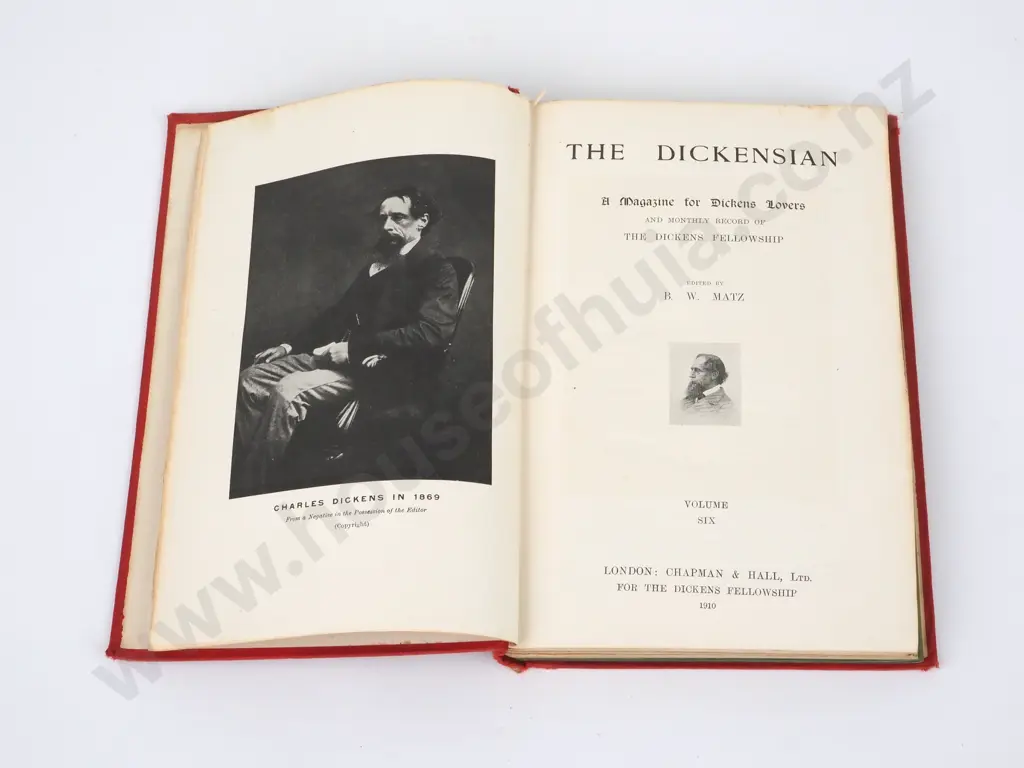 CHARLES DICKENS IN 1869
From a Negative in the Possession of the Editor
(Copyright)
THE DICKENSIAN
A Magazine for Dickens Lovers
AND MONTHLY RECORD OF
THE DICKENS FELLOWSHIP
EDITED BY
B. W. MATZ
VOLUME
SIX
LONDON: CHAPMAN & HALL, LTD.
FOR THE DICKENS FELLOWSHIP
1910
www.houseofhuia.co.nz